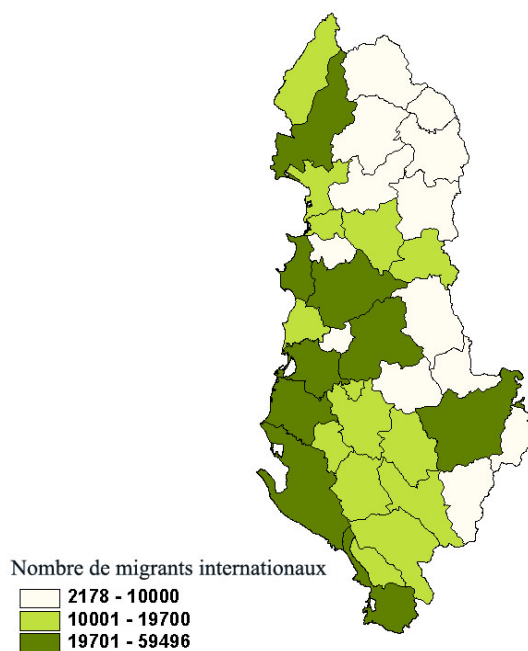 Nombre de migrants internationaux
2178 - 10000
10001 - 19700
19701 - 59496